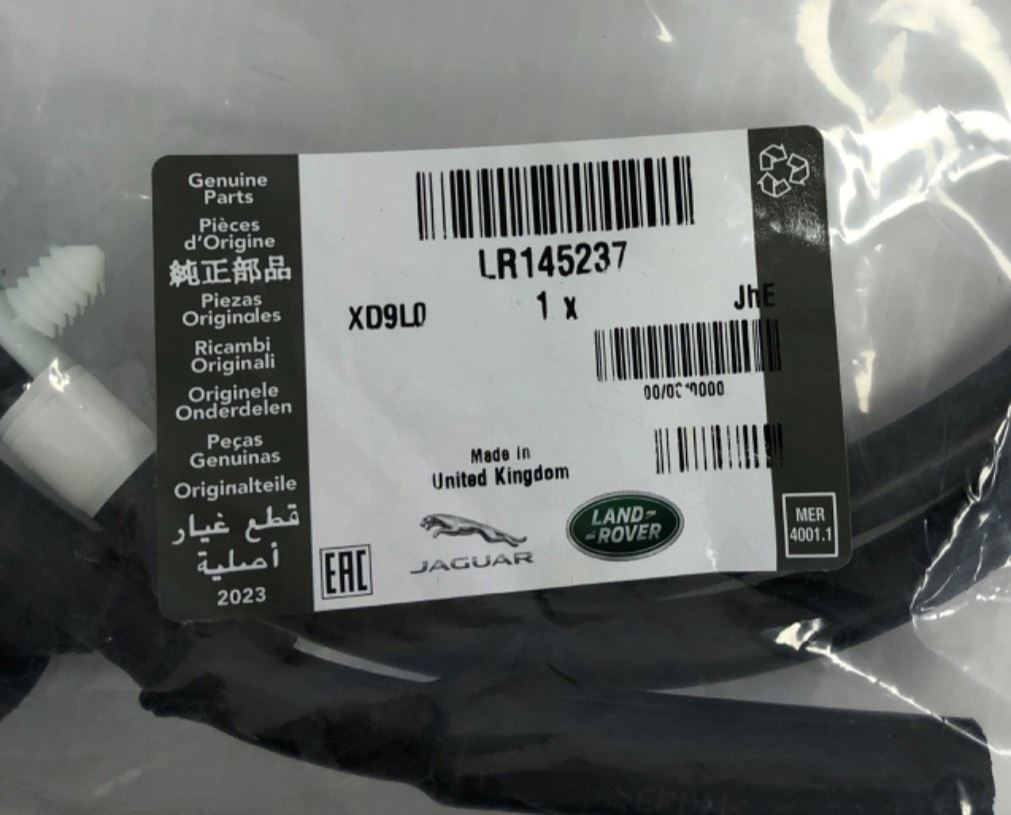 Genuine
Parts
Pièces
d'Origine
純正部品
Piezas
Originales
Ricambi
Originali
Originele
Onderdelen
Peças
Genuinas
Originalteile
قطع غيار
أصلية
2023
LR145237
XD9L0
1 x
JhE
Made in
United Kingdom
EAC
JAGUAR
LAND-
-ROVER
MER
4001.1